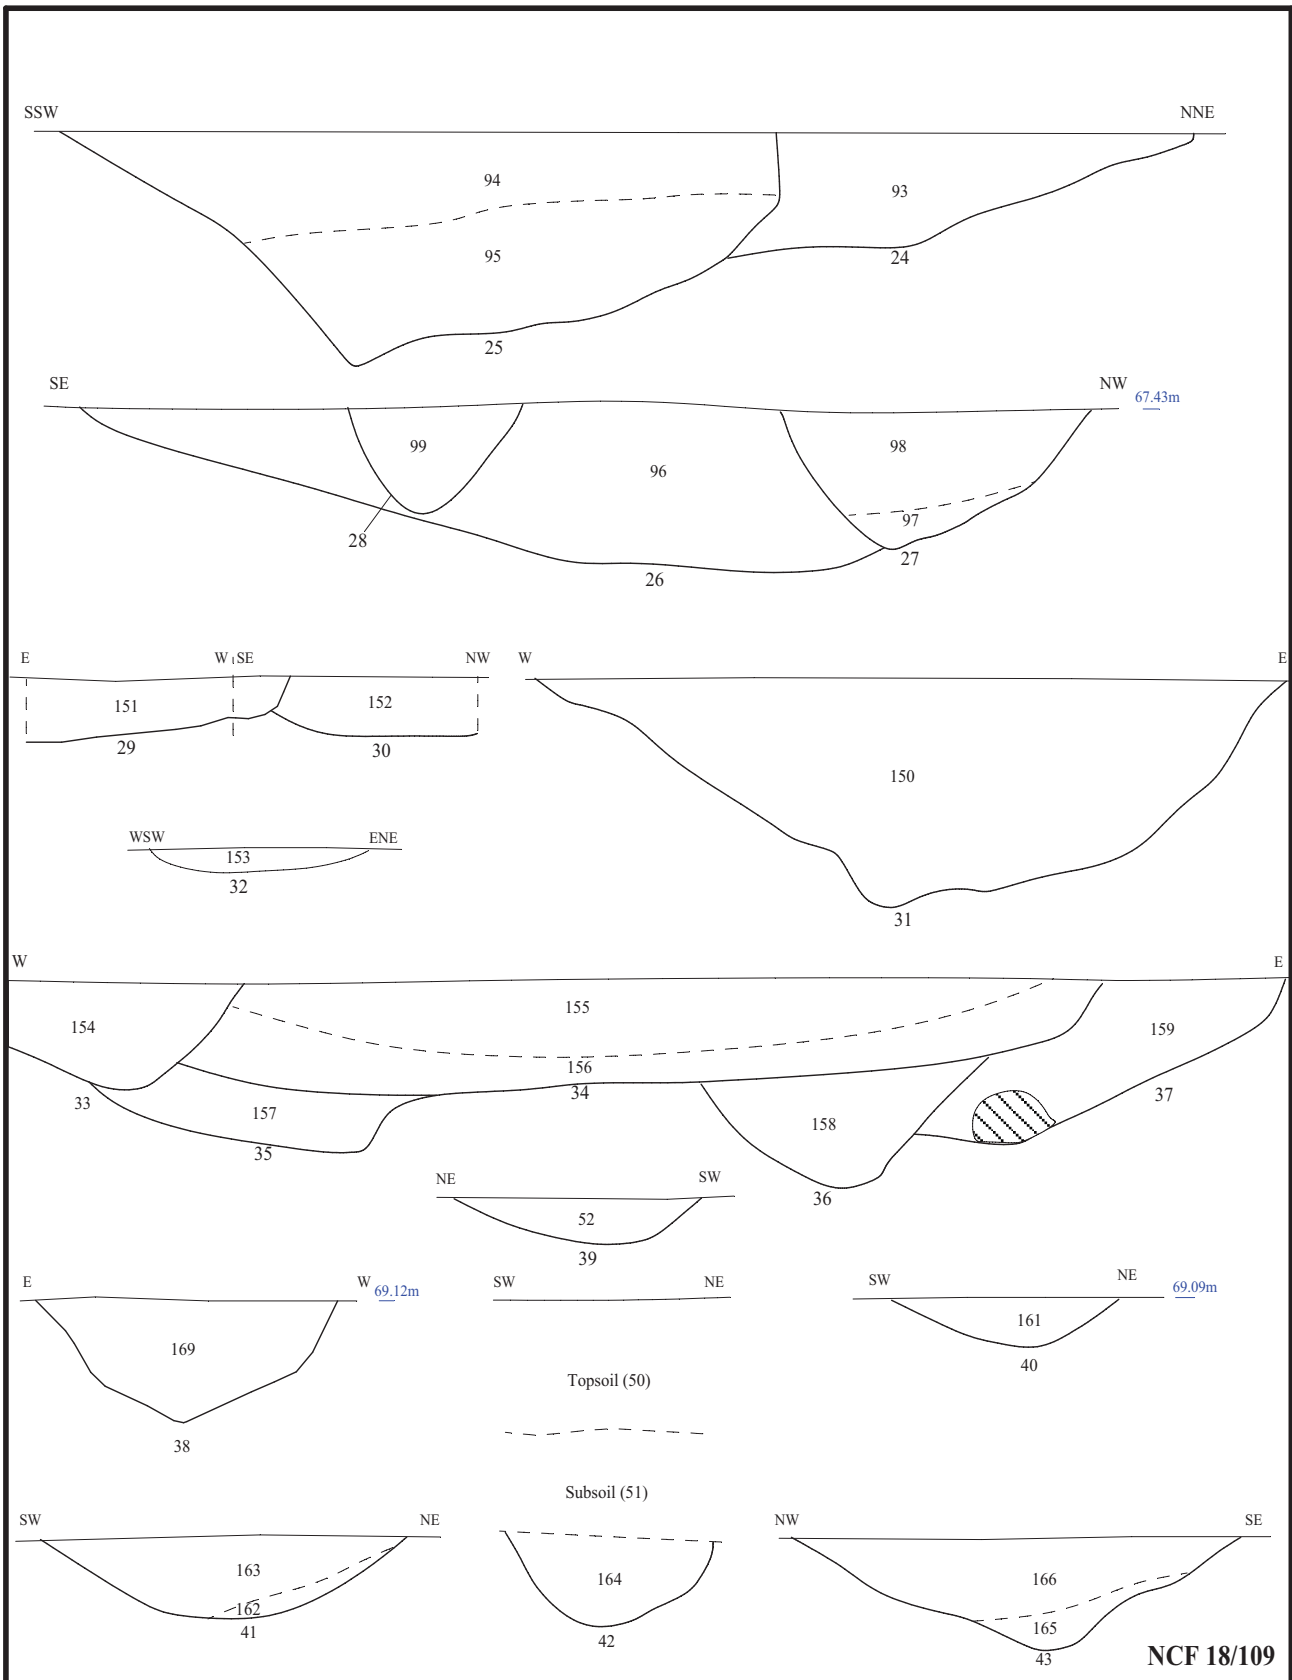 SSW NNE
94
93
95
24
25
SE NW 67.43m
99
98
96
97
28
27
26
E W SE NW
151 152
29 30
W E
150
31
WSW ENE
153
32
W E
155
154
159
156
34
33
37
157
158
35
36
NE SW
52
39
E W 69.12m
169
38
SW NE
Topsoil (50)
Subsoil (51)
164
42
SW NE 69.09m
161
40
SW NE
163
162
41
NW SE
166
165
43
NCF 18/109